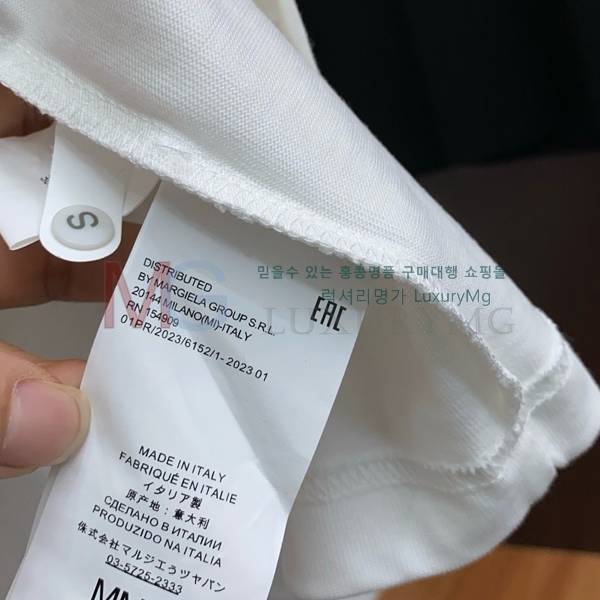 S
DISTRIBUTED
BY MARGIELA GROUP S.R.L.
20144 MILANO(MI)-ITALY
RN 154909
01PR/2023/6152/1- 2023 01
EAC
믿을수 있는 홍콩명품 구매대행 쇼핑몰
럭셔리명가 LuxuryMg
MG LUXURYMG
MADE IN ITALY
FABRIQUÉ EN ITALIE
イタリア製
原产地：意大利
СДЕЛАНО В ИТАЛИИ
PRODUZIDO NA ITALIA
株式会社マルジエラジャパン
03-5725-2333